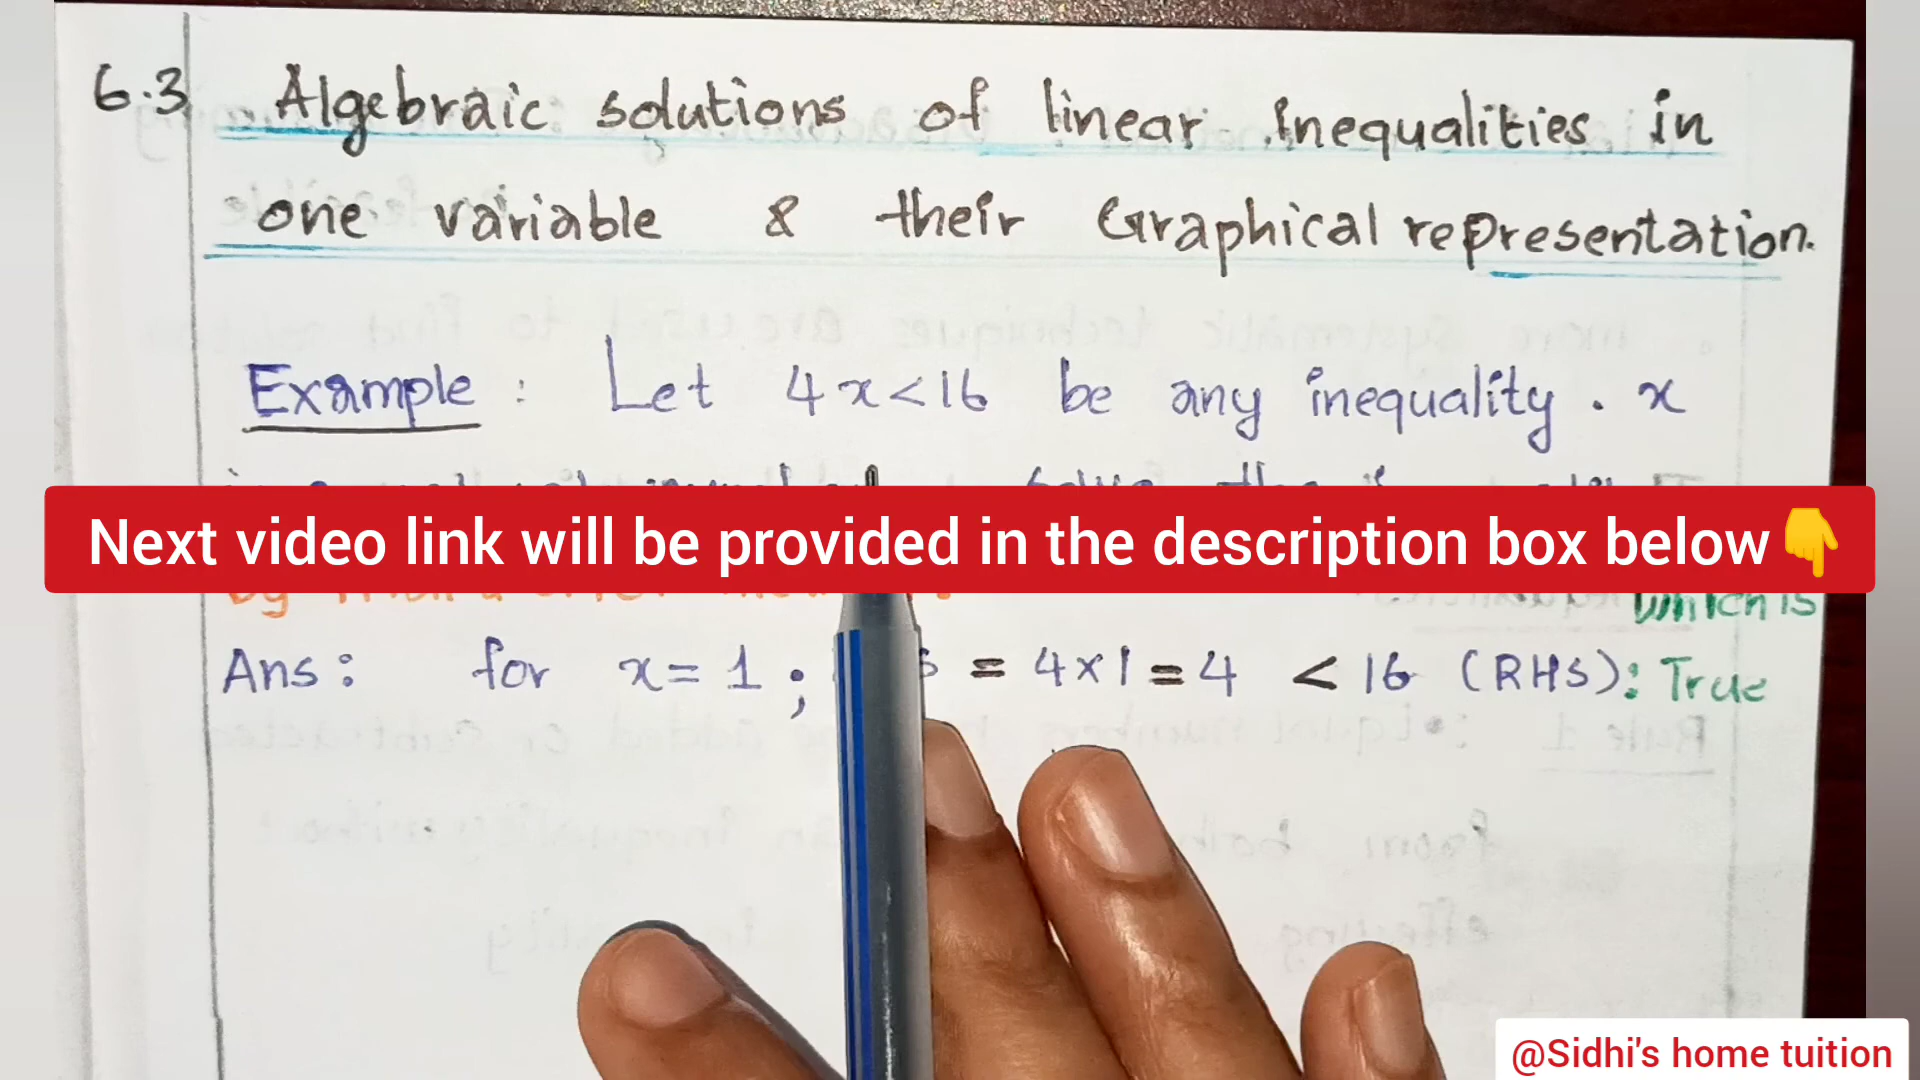 6.3 Algebraic solutions of linear Inequalities in
one variable & their Graphical representation.
Example : Let 4x<16 be any inequality. x
Next video link will be provided in the description box below👇
which is
Ans: for x=1; = 4×1=4 < 16 (RHS): True
@Sidhi's home tuition